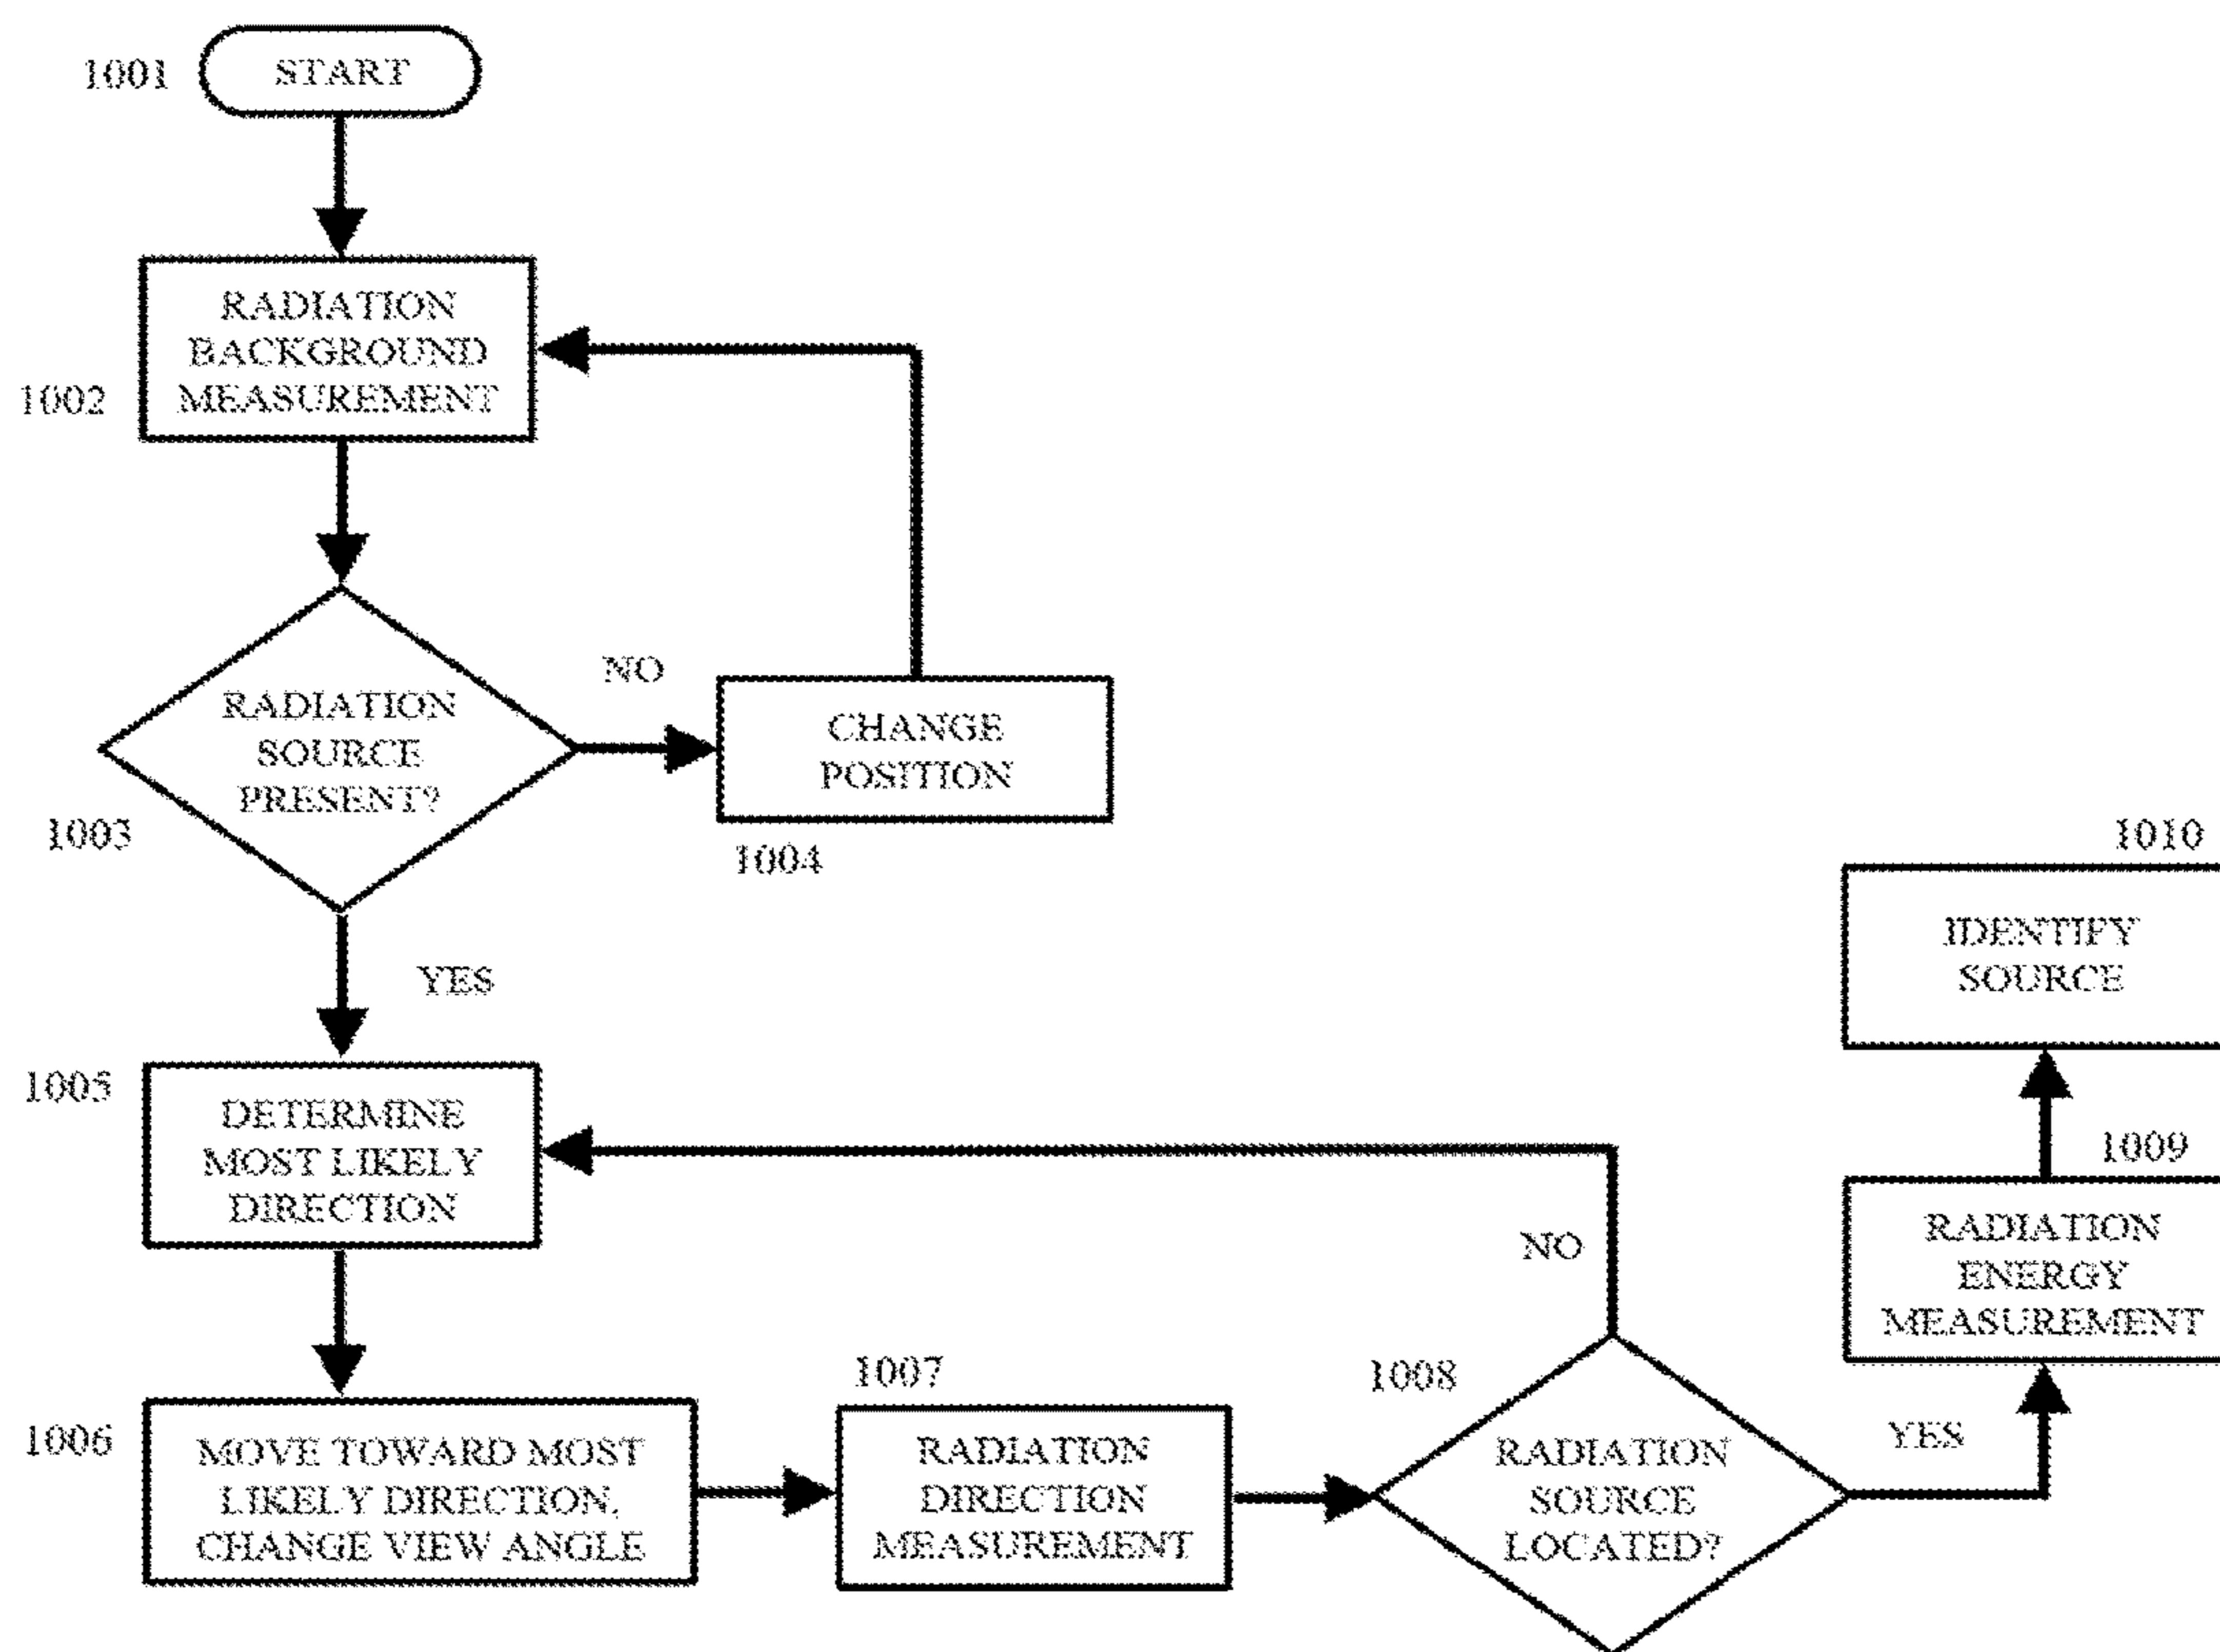 1001
START
RADIATION
BACKGROUND
MEASUREMENT
1002
RADIATION
SOURCE
PRESENT?
1003
NO
CHANGE
POSITION
1004
YES
1005
DETERMINE
MOST LIKELY
DIRECTION
1006
MOVE TOWARD MOST
LIKELY DIRECTION,
CHANGE VIEW ANGLE
1007
RADIATION
DIRECTION
MEASUREMENT
1008
RADIATION
SOURCE
LOCATED?
NO
YES
1009
RADIATION
ENERGY
MEASUREMENT
1010
IDENTIFY
SOURCE